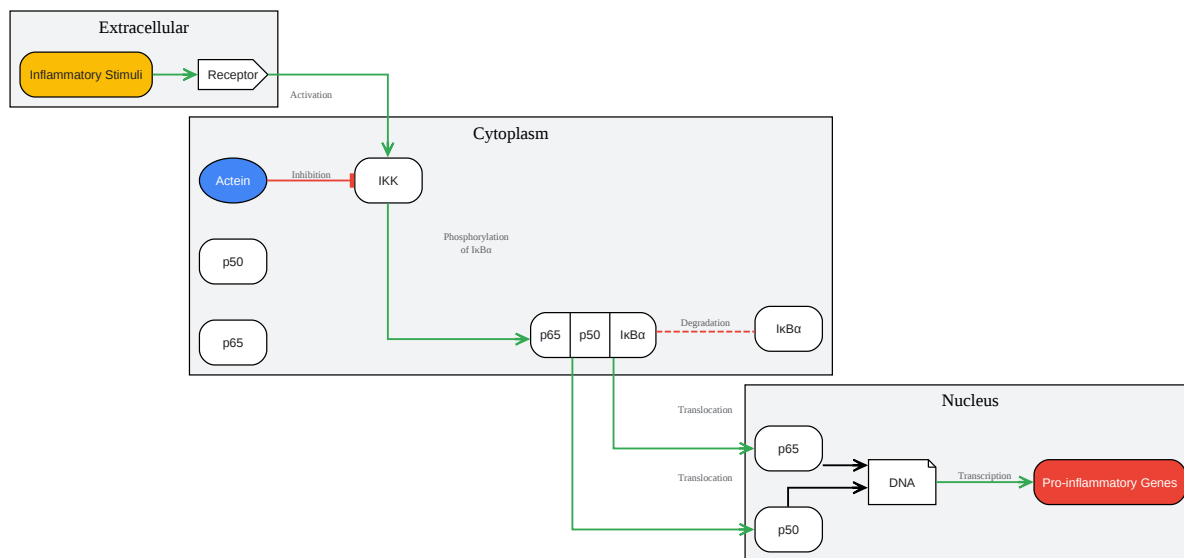 Extracellular
Inflammatory Stimuli
Receptor
Activation
Cytoplasm
Actein
Inhibition
IKK
Phosphorylation
of IκBα
p50
p65
p65
p50
IκBα
Degradation
IκBα
Nucleus
Translocation
p65
Translocation
DNA
Transcription
Pro-inflammatory Genes
p50